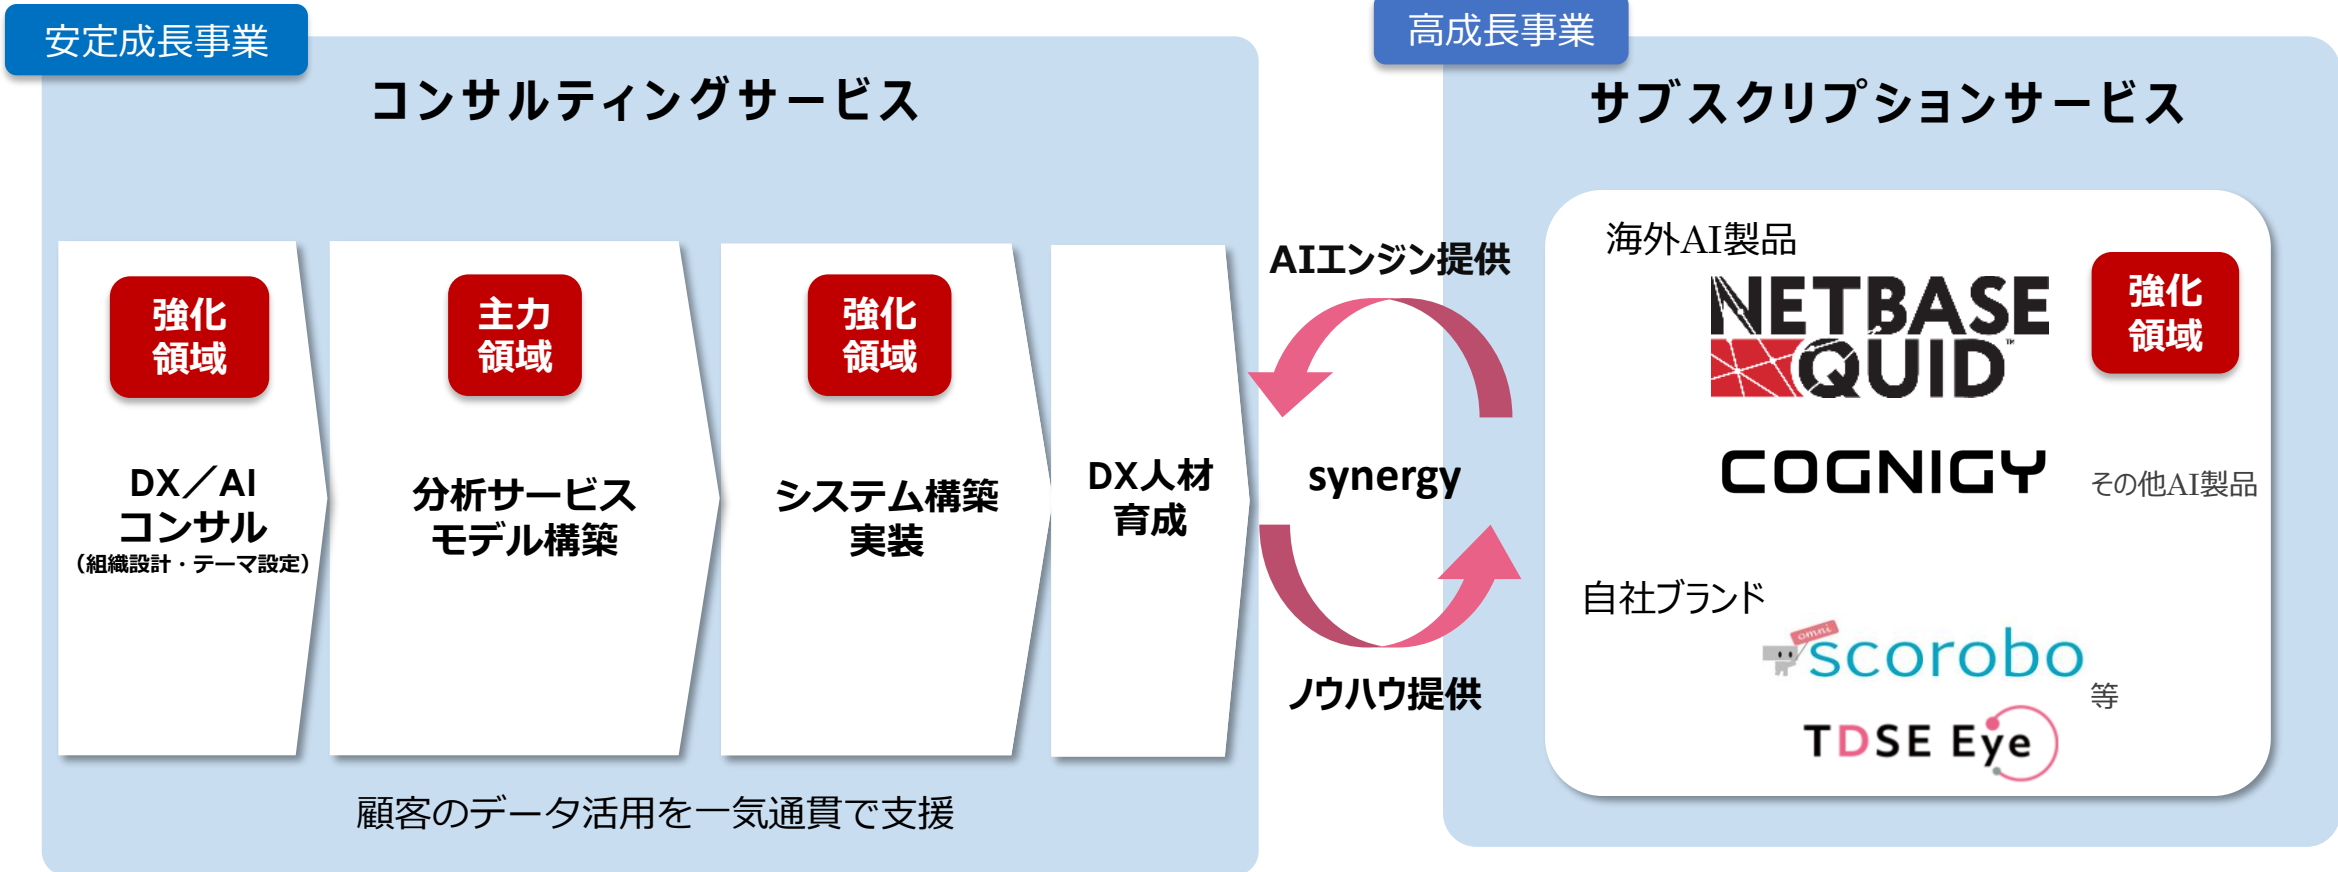 安定成長事業
コンサルティングサービス
強化
領域
DX／AI
コンサル
（組織設計・テーマ設定）
主力
領域
分析サービス
モデル構築
強化
領域
システム構築
実装
DX人材
育成
顧客のデータ活用を一気通貫で支援
AIエンジン提供
synergy
ノウハウ提供
高成長事業
サブスクリプションサービス
海外AI製品
NETBASE
QUID™
強化
領域
COGNIGY
その他AI製品
自社ブランド
omni
scorobo
等
TDSE Eye